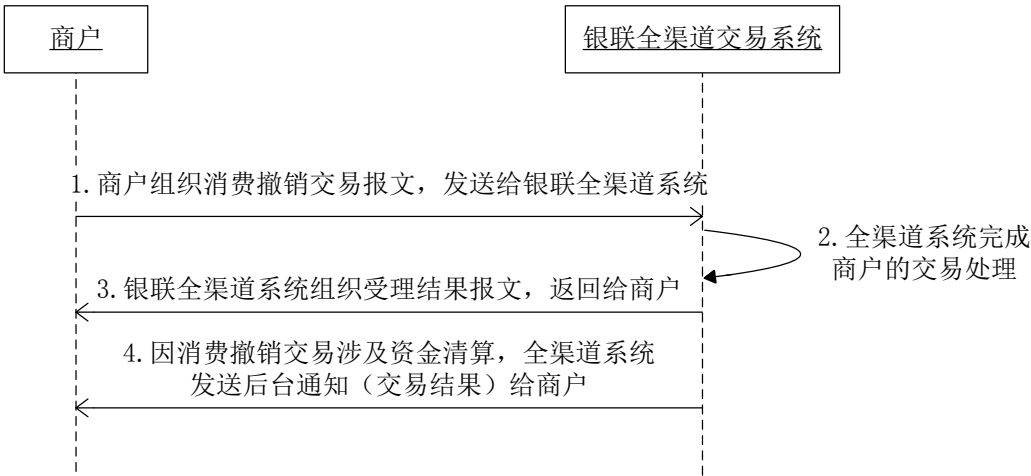 商户
银联全渠道交易系统
1.商户组织消费撤销交易报文，发送给银联全渠道系统
2.全渠道系统完成
商户的交易处理
3.银联全渠道系统组织受理结果报文，返回给商户
4.因消费撤销交易涉及资金清算，全渠道系统
发送后台通知（交易结果）给商户